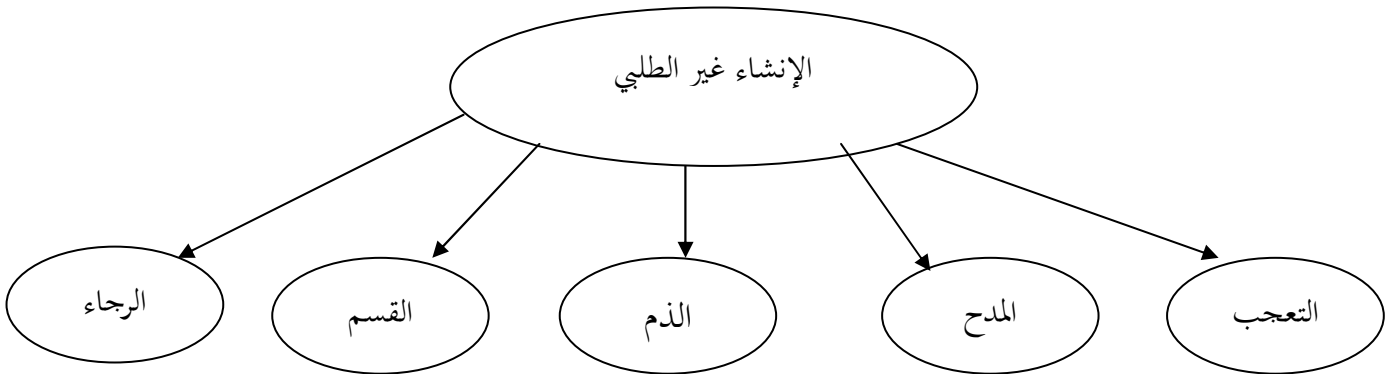 الإنشاء غير الطلبي
التعجب
المدح
الذم
القسم
الرجاء